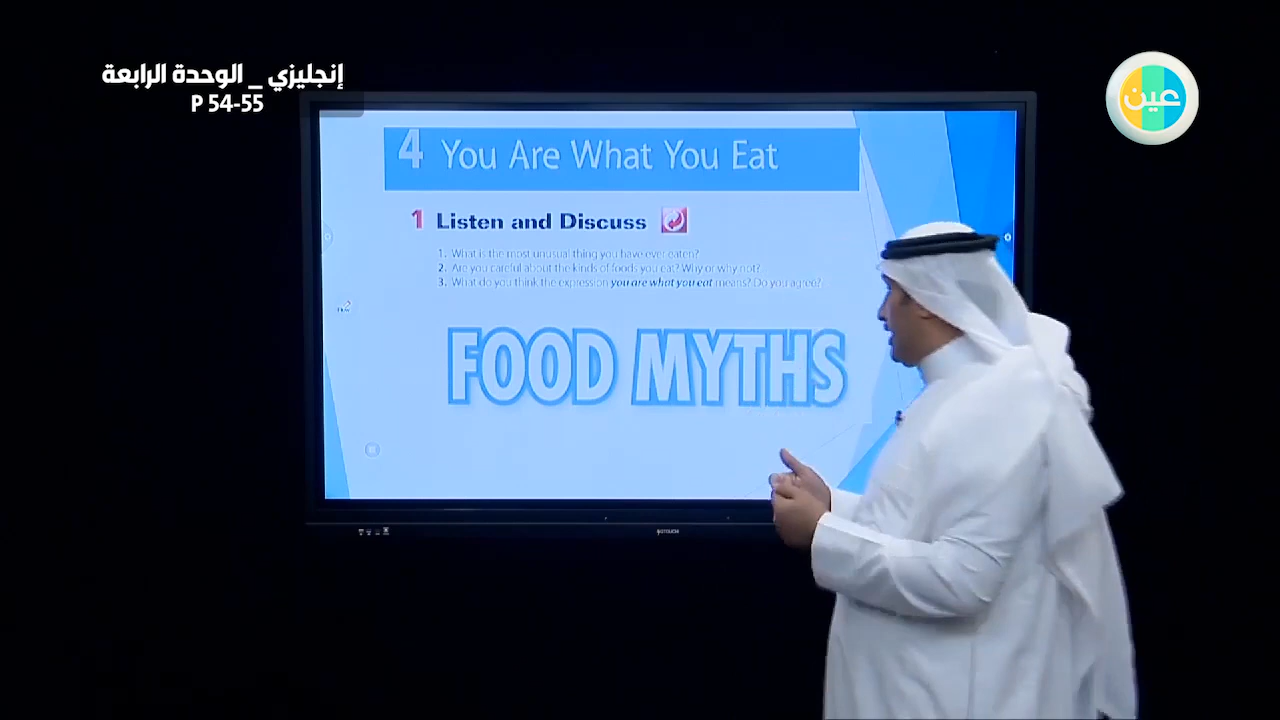 إنجليزي _ الوحدة الرابعة
P 54-55
عين
4 You Are What You Eat
1 Listen and Discuss
1. What is the most unusual thing you have ever eaten?
2. Are you careful about the kinds of foods you eat? Why or why not?
3. What do you think the expression you are what you eat means? Do you agree?
FOOD MYTHS